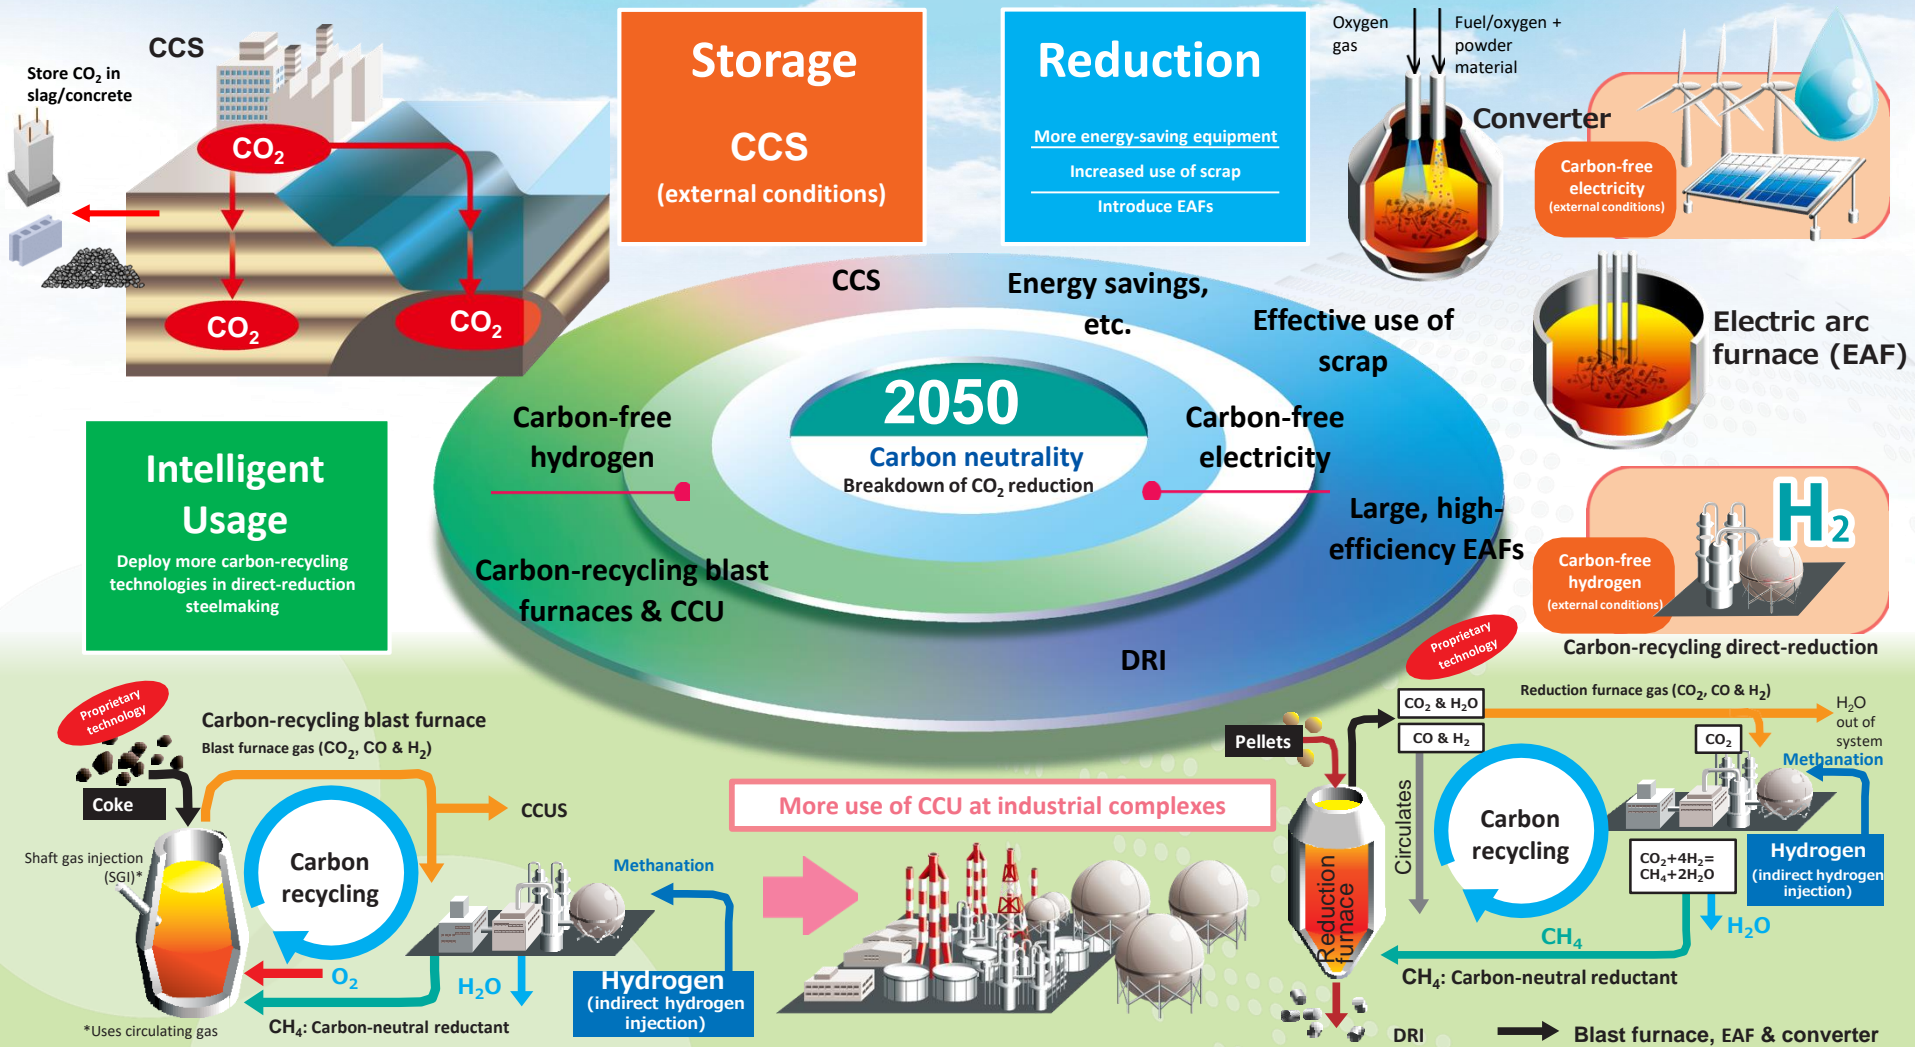 CCS
Store CO₂ in
slag/concrete
CO₂
CO₂
CO₂
Storage
CCS
(external conditions)
Reduction
More energy-saving equipment
Increased use of scrap
Introduce EAFs
Oxygen
gas
Fuel/oxygen +
powder
material
Converter
Carbon-free
electricity
(external conditions)
Electric arc
furnace (EAF)
CCS
Energy savings,
etc.
Effective use of
scrap
Carbon-free
hydrogen
2050
Carbon neutrality
Breakdown of CO₂ reduction
Carbon-free
electricity
Large, high-
efficiency EAFs
Carbon-recycling blast
furnaces & CCU
DRI
Intelligent
Usage
Deploy more carbon-recycling
technologies in direct-reduction
steelmaking
H₂
Carbon-free
hydrogen
(external conditions)
Proprietary
technology
Carbon-recycling direct-reduction
Proprietary
technology
Carbon-recycling blast furnace
Blast furnace gas (CO₂, CO & H₂)
Coke
CCUS
Shaft gas injection
(SGI)*
Carbon
recycling
Methanation
O₂
H₂O
Hydrogen
(indirect hydrogen
injection)
CH₄: Carbon-neutral reductant
*Uses circulating gas
More use of CCU at industrial complexes
Pellets
CO₂ & H₂O
CO & H₂
Reduction furnace gas (CO₂, CO & H₂)
H₂O
out of
system
CO₂
Methanation
Circulates
Carbon
recycling
CO₂+4H₂=
CH₄+2H₂O
Hydrogen
(indirect hydrogen
injection)
Reduction
furnace
CH₄
H₂O
CH₄: Carbon-neutral reductant
DRI
Blast furnace, EAF & converter